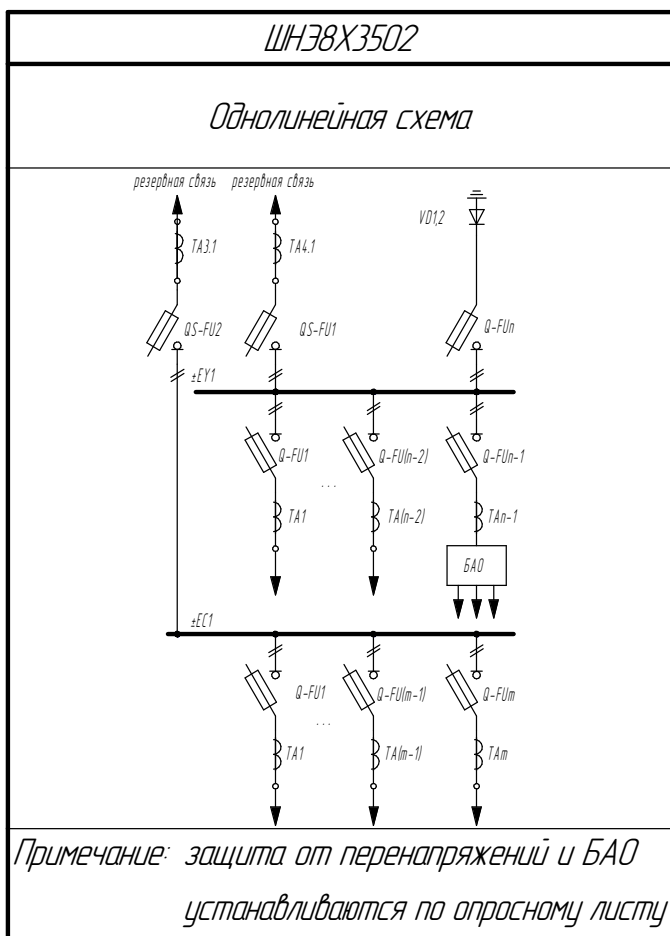 ШНЭ8Х3502
Однолинейная схема
резервная связь резервная связь
VD1,2
TA3.1 TA4.1
QS-FU2 QS-FU1 Q-FUn
±EY1
Q-FU1 Q-FU(n-2) Q-FUn-1
...
TA1 TA(n-2) TAn-1
БАО
±EC1
Q-FU1 Q-FU(m-1) Q-FUm
...
TA1 TA(m-1) TAm
Примечание: защита от перенапряжений и БАО
устанавливаются по опросному листу